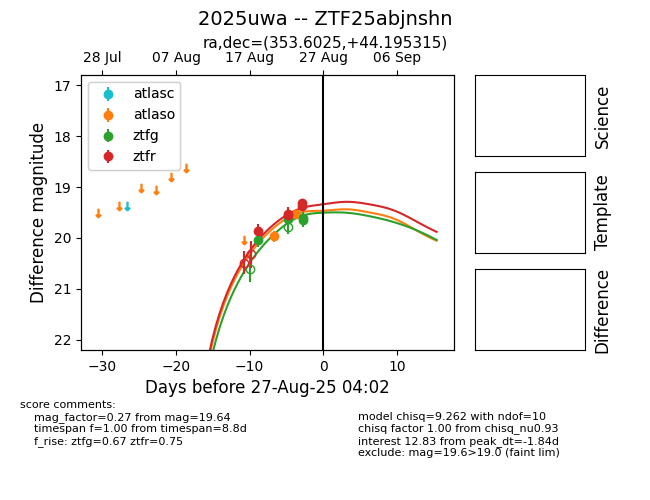 2025uwa -- ZTF25abjnshn
ra,dec=(353.6025,+44.195315)
28 Jul 07 Aug 17 Aug 27 Aug 06 Sep
17
18
19
20
21
22
Difference magnitude
atlasc
atlaso
ztfg
ztfr
−30 −20 −10 0 10
Days before 27-Aug-25 04:02
Science
Template
Difference
score comments:
mag_factor=0.27 from mag=19.64
timespan f=1.00 from timespan=8.8d
f_rise: ztfg=0.67 ztfr=0.75
model chisq=9.262 with ndof=10
chisq factor 1.00 from chisq_nu0.93
interest 12.83 from peak_dt=-1.84d
exclude: mag=19.6>19.0 (faint lim)